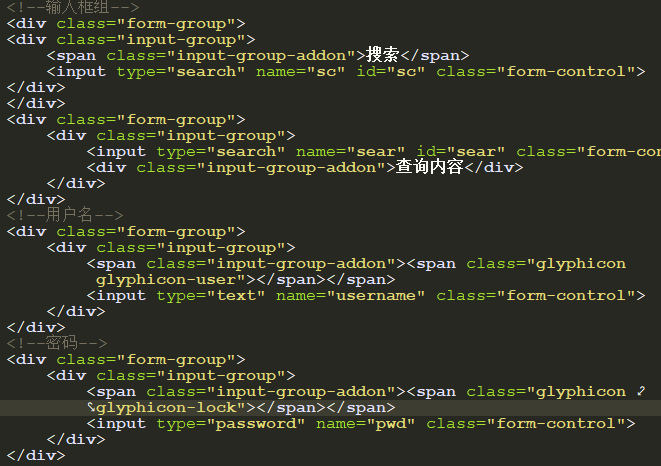 <!--输入框组-->
<div class="form-group">
<div class="input-group">
    <span class="input-group-addon">搜索</span>
    <input type="search" name="sc" id="sc" class="form-control">
</div>
</div>
<div class="form-group">
    <div class="input-group">
        <input type="search" name="sear" id="sear" class="form-con
        <div class="input-group-addon">查询内容</div>
    </div>
</div>
<!--用户名-->
<div class="form-group">
    <div class="input-group">
        <span class="input-group-addon"><span class="glyphicon
         glyphicon-user"></span></span>
        <input type="text" name="username" class="form-control">
    </div>
</div>
<!--密码-->
<div class="form-group">
    <div class="input-group">
        <span class="input-group-addon"><span class="glyphicon
        glyphicon-lock"></span></span>
        <input type="password" name="pwd" class="form-control">
    </div>
</div>